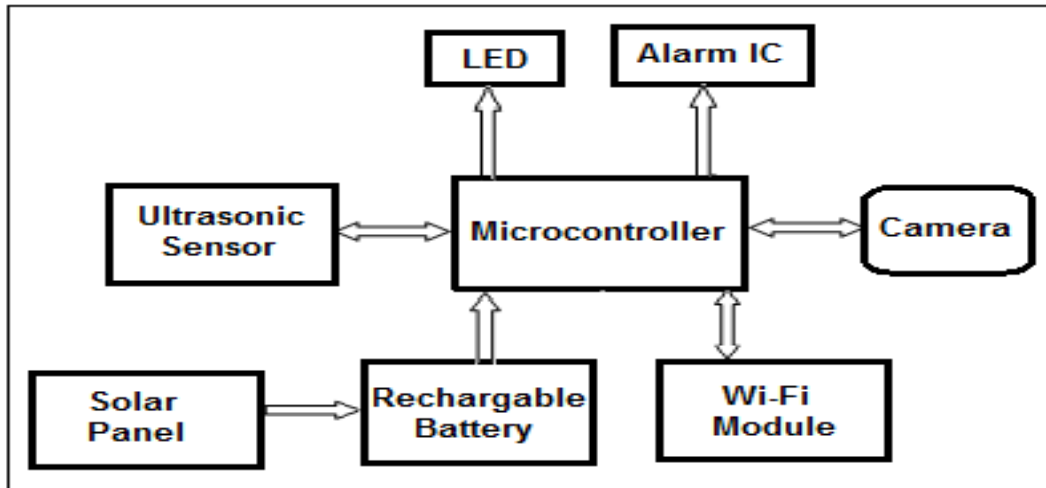 LED
Alarm IC
Ultrasonic
Sensor
Microcontroller
Camera
Solar
Panel
Rechargable
Battery
Wi-Fi
Module